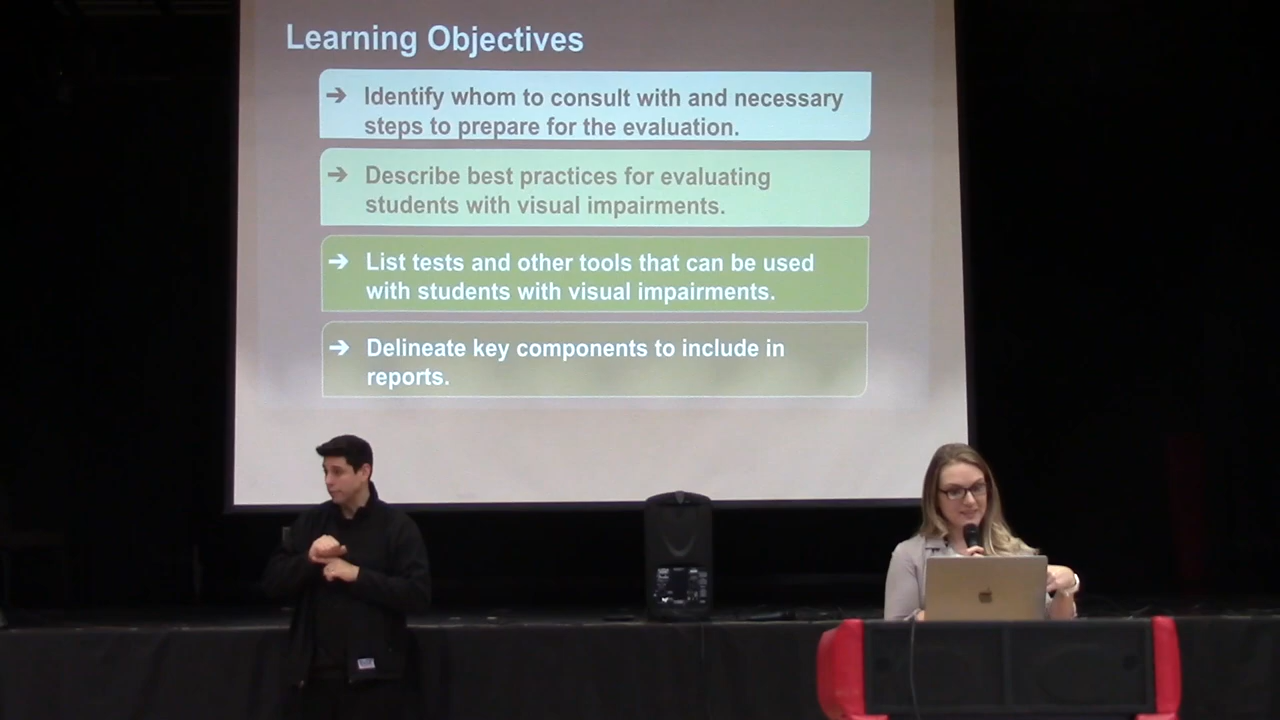 Learning Objectives
➔ Identify whom to consult with and necessary
steps to prepare for the evaluation.
➔ Describe best practices for evaluating
students with visual impairments.
➔ List tests and other tools that can be used
with students with visual impairments.
➔ Delineate key components to include in
reports.